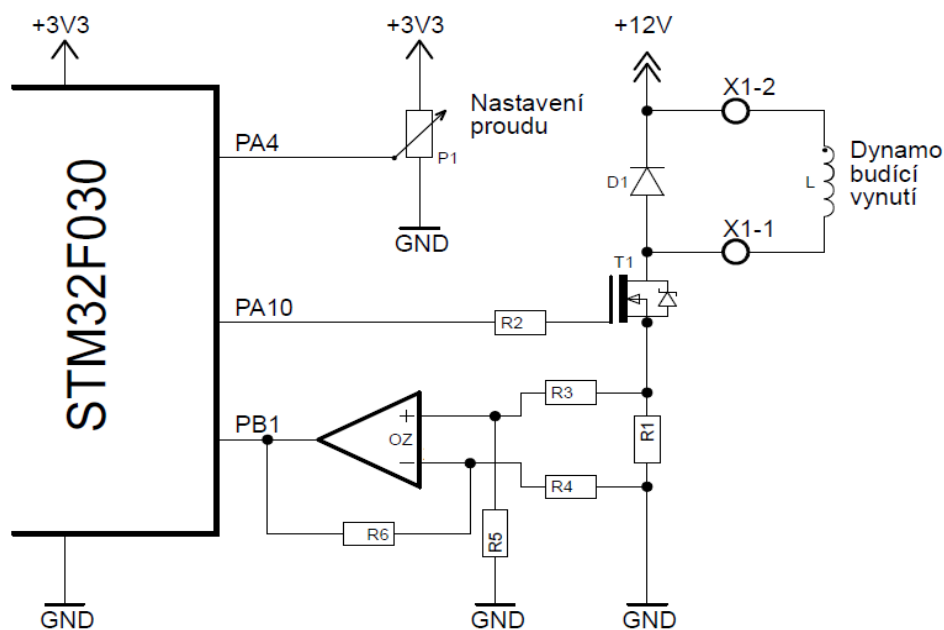 +3V3
+3V3
+12V
X1-2
Nastavení
proudu
PA4
P1
Dynamo
budící
vynutí
D1
L
X1-1
GND
T1
STM32F030
PA10
R2
R3
PB1
OZ
+
−
R1
R4
R6
R5
GND
GND
GND